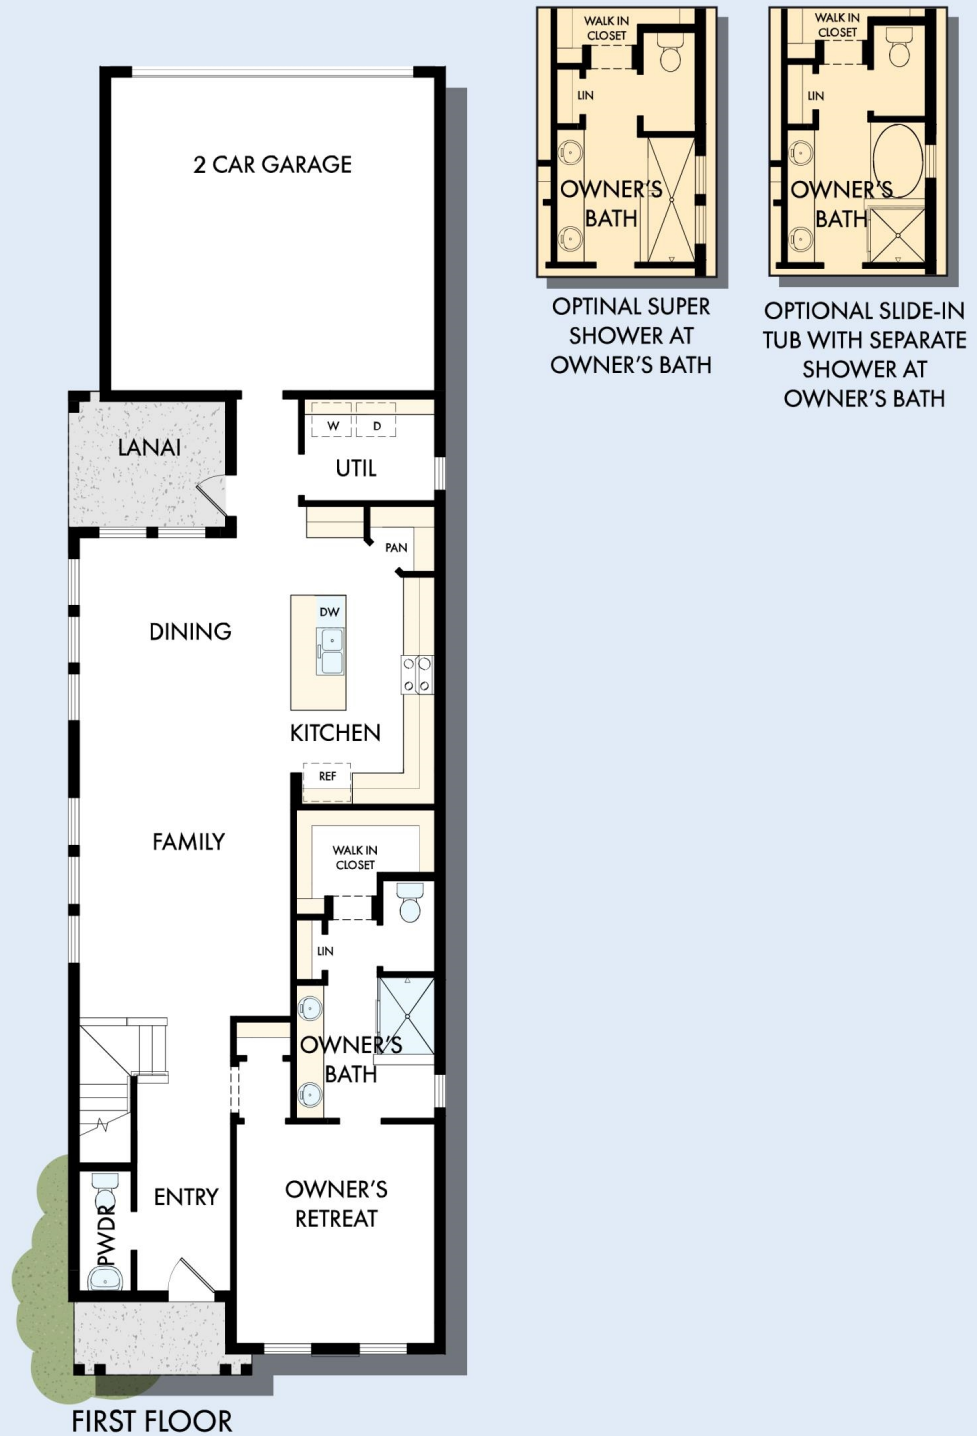 2 CAR GARAGE
LANAI
W
D
UTIL
PAN
DINING
DW
KITCHEN
REF
FAMILY
WALK IN
CLOSET
LIN
OWNER'S
BATH
ENTRY
PWDR
OWNER'S
RETREAT
FIRST FLOOR
WALK IN
CLOSET
LIN
OWNER'S
BATH
OPTINAL SUPER
SHOWER AT
OWNER'S BATH
WALK IN
CLOSET
LIN
OWNER'S
BATH
OPTIONAL SLIDE-IN
TUB WITH SEPARATE
SHOWER AT
OWNER'S BATH